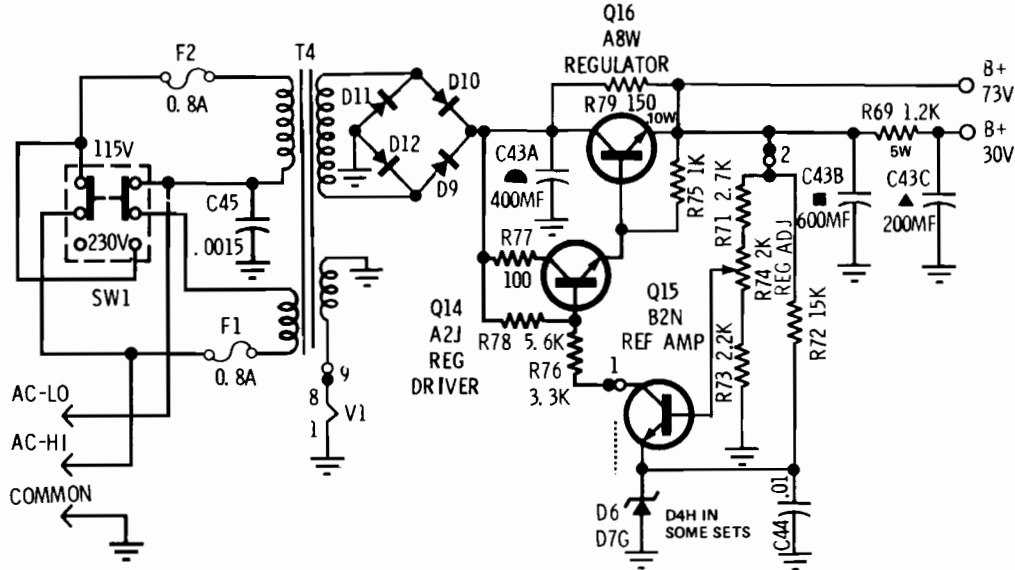 F2
0.8A
T4
D11
D10
D12
D9
Q16
A8W
REGULATOR
R79 150
10W
B+
73V
R69 1.2K
5W
B+
30V
115V
230V
SW1
C45
.0015
F1
0.8A
C43A
400MF
R75 1K
2
R71 2.7K
R74 2K
REG ADJ
R73 2.2K
R72 15K
C43B
600MF
C43C
200MF
R77
100
Q14
A2J
REG
DRIVER
R78 5.6K
R76
3.3K
Q15
B2N
REF AMP
1
9
8
1
V1
AC-LO
AC-HI
COMMON
D6
D7G
D4H IN
SOME SETS
C44 .01